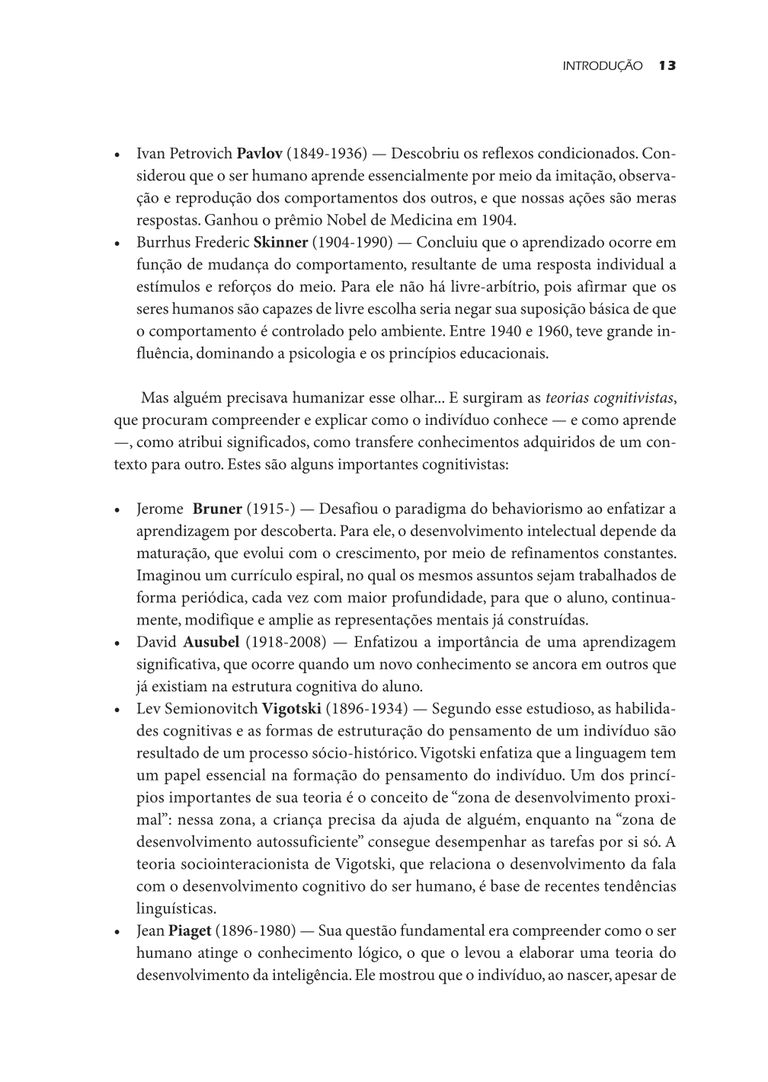 INTRODUÇÃO 13
• Ivan Petrovich Pavlov (1849-1936) — Descobriu os reflexos condicionados. Con-
siderou que o ser humano aprende essencialmente por meio da imitação, observa-
ção e reprodução dos comportamentos dos outros, e que nossas ações são meras
respostas. Ganhou o prêmio Nobel de Medicina em 1904.
• Burrhus Frederic Skinner (1904-1990) — Concluiu que o aprendizado ocorre em
função de mudança do comportamento, resultante de uma resposta individual a
estímulos e reforços do meio. Para ele não há livre-arbítrio, pois afirmar que os
seres humanos são capazes de livre escolha seria negar sua suposição básica de que
o comportamento é controlado pelo ambiente. Entre 1940 e 1960, teve grande in-
fluência, dominando a psicologia e os princípios educacionais.
Mas alguém precisava humanizar esse olhar... E surgiram as teorias cognitivistas,
que procuram compreender e explicar como o indivíduo conhece — e como aprende
—, como atribui significados, como transfere conhecimentos adquiridos de um con-
texto para outro. Estes são alguns importantes cognitivistas:
• Jerome Bruner (1915-) — Desafiou o paradigma do behaviorismo ao enfatizar a
aprendizagem por descoberta. Para ele, o desenvolvimento intelectual depende da
maturação, que evolui com o crescimento, por meio de refinamentos constantes.
Imaginou um currículo espiral, no qual os mesmos assuntos sejam trabalhados de
forma periódica, cada vez com maior profundidade, para que o aluno, continua-
mente, modifique e amplie as representações mentais já construídas.
• David Ausubel (1918-2008) — Enfatizou a importância de uma aprendizagem
significativa, que ocorre quando um novo conhecimento se ancora em outros que
já existiam na estrutura cognitiva do aluno.
• Lev Semionovitch Vigotski (1896-1934) — Segundo esse estudioso, as habilida-
des cognitivas e as formas de estruturação do pensamento de um indivíduo são
resultado de um processo sócio-histórico. Vigotski enfatiza que a linguagem tem
um papel essencial na formação do pensamento do indivíduo. Um dos princí-
pios importantes de sua teoria é o conceito de “zona de desenvolvimento proxi-
mal”: nessa zona, a criança precisa da ajuda de alguém, enquanto na “zona de
desenvolvimento autossuficiente” consegue desempenhar as tarefas por si só. A
teoria sociointeracionista de Vigotski, que relaciona o desenvolvimento da fala
com o desenvolvimento cognitivo do ser humano, é base de recentes tendências
linguísticas.
• Jean Piaget (1896-1980) — Sua questão fundamental era compreender como o ser
humano atinge o conhecimento lógico, o que o levou a elaborar uma teoria do
desenvolvimento da inteligência. Ele mostrou que o indivíduo, ao nascer, apesar de